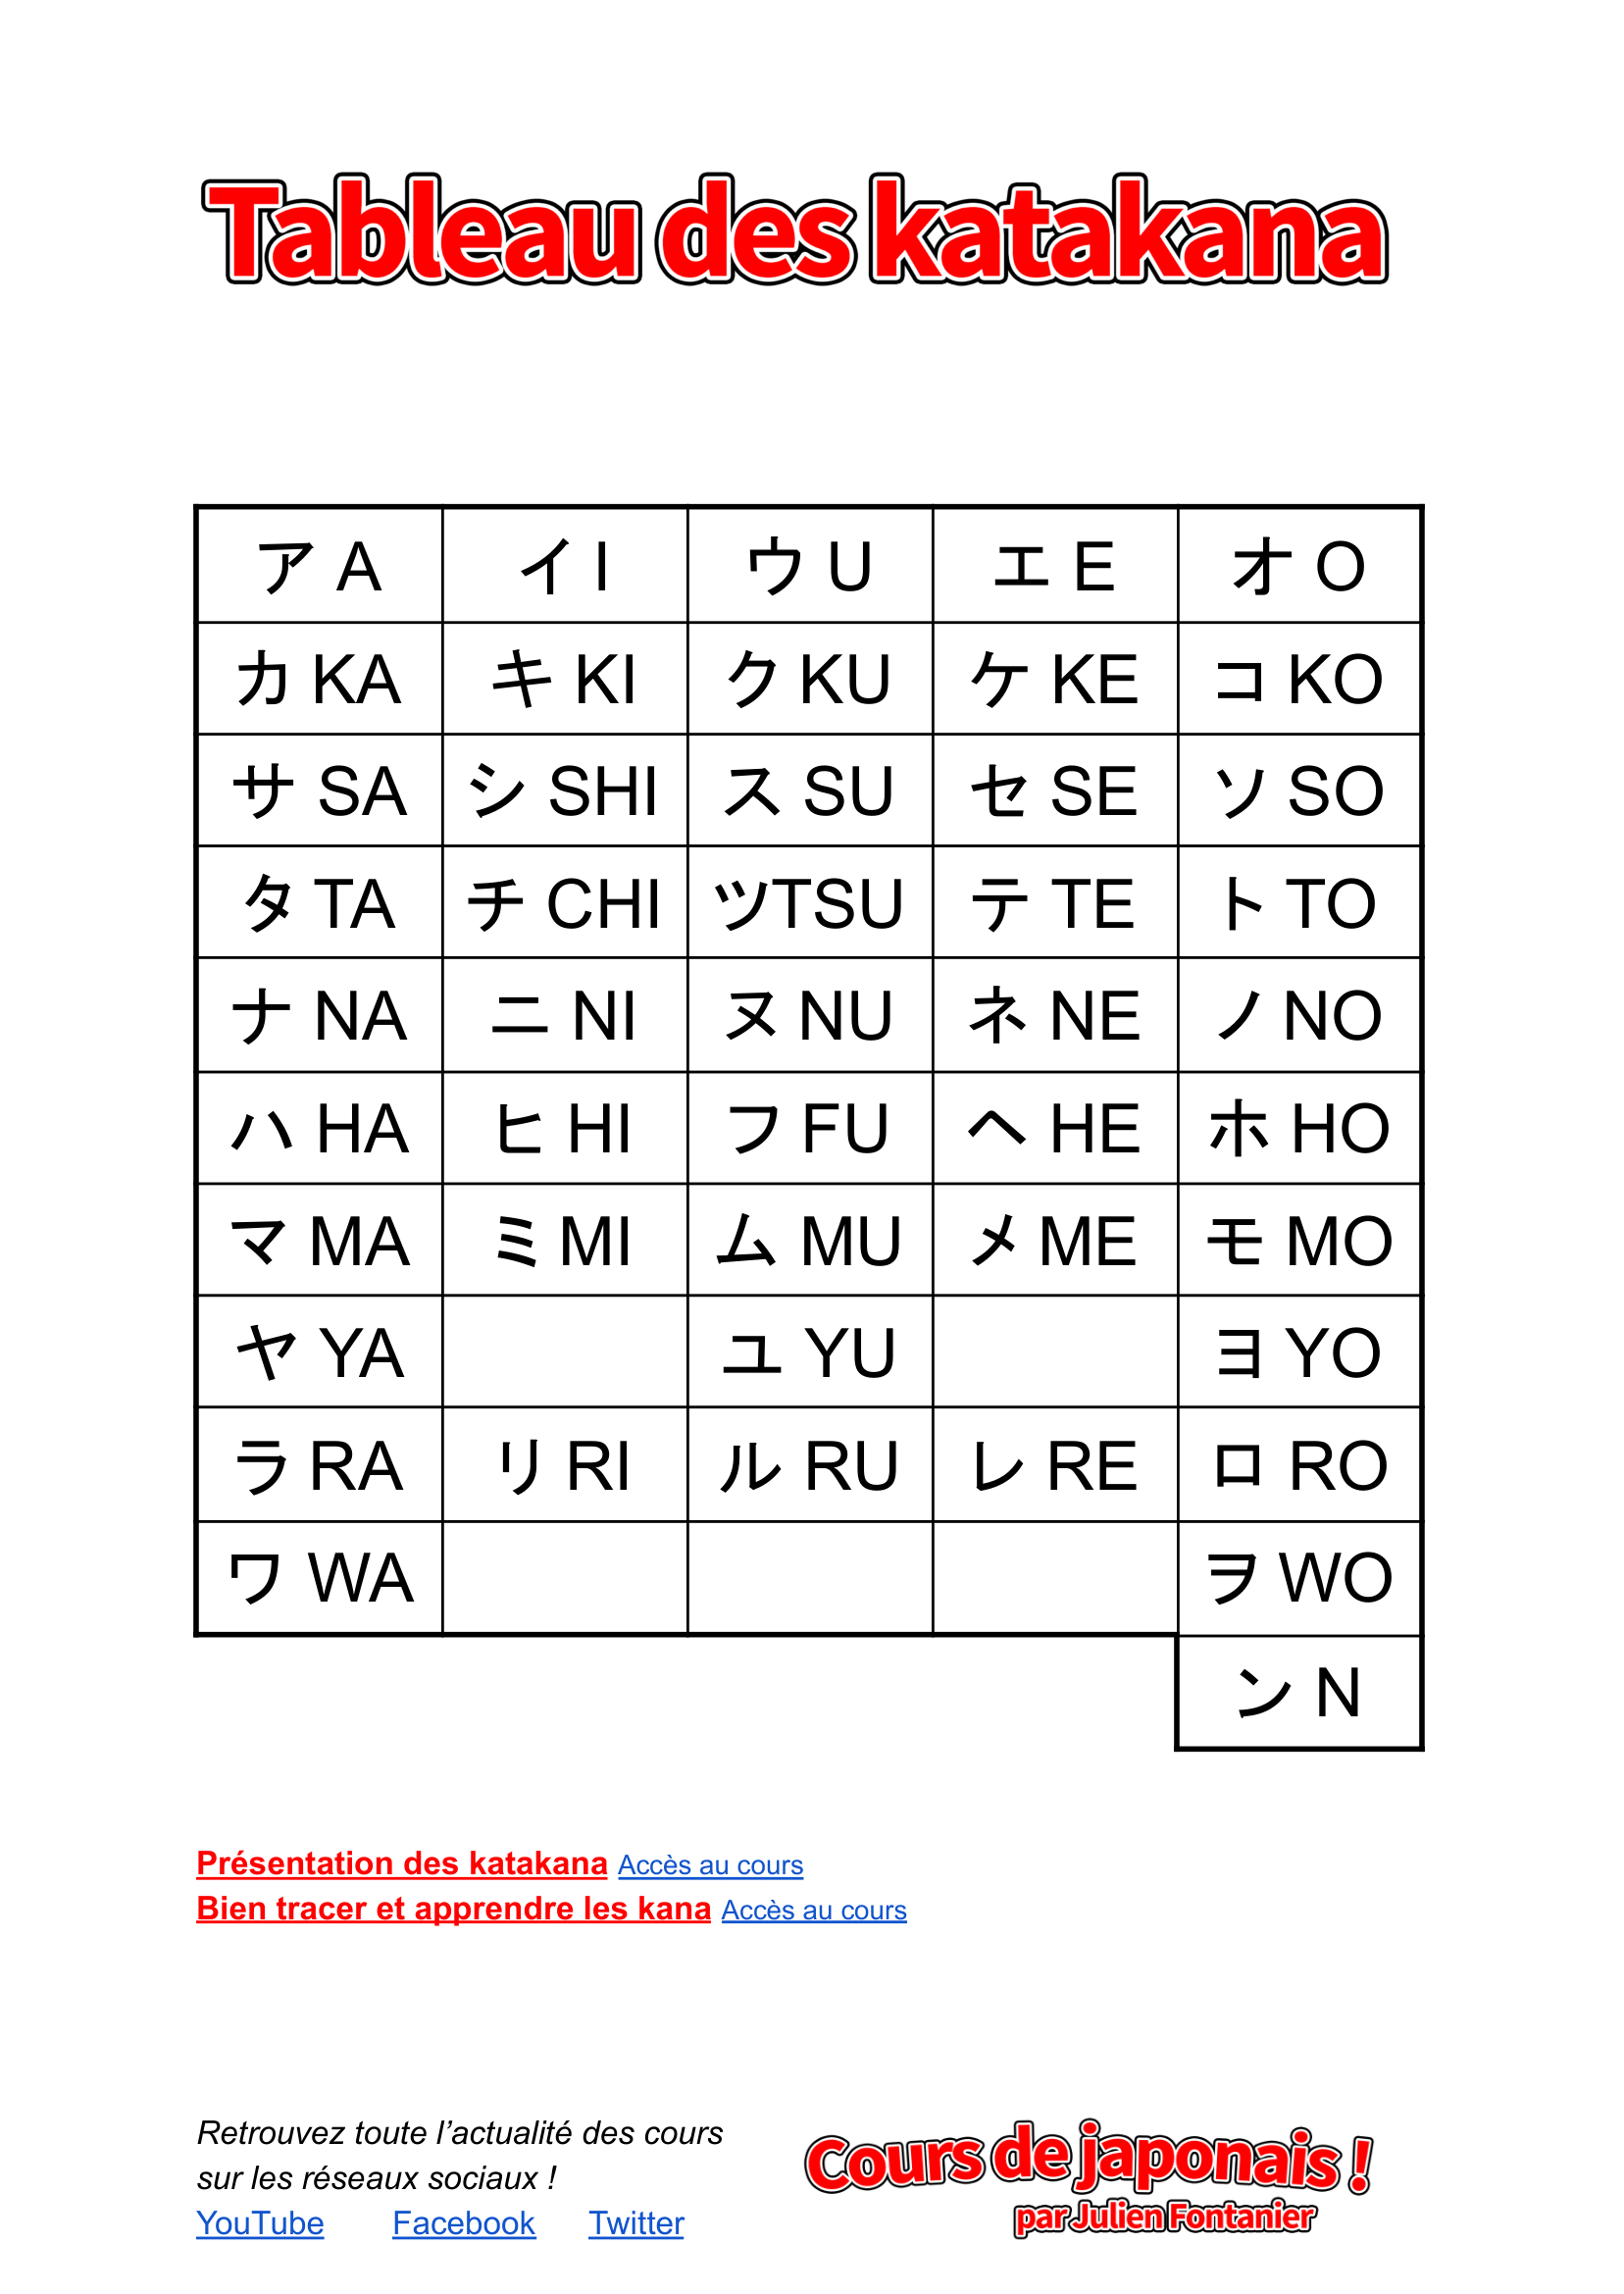 Tableau des katakana
ア A イ I ウ U エ E オ O
カ KA キ KI ク KU ケ KE コ KO
サ SA シ SHI ス SU セ SE ソ SO
タ TA チ CHI ツTSU テ TE ト TO
ナ NA ニ NI ヌ NU ネ NE ノ NO
ハ HA ヒ HI フ FU ヘ HE ホ HO
マ MA ミ MI ム MU メ ME モ MO
ヤ YA ユ YU ヨ YO
ラ RA リ RI ル RU レ RE ロ RO
ワ WA ヲ WO
ン N
Présentation des katakana Accès au cours
Bien tracer et apprendre les kana Accès au cours
Retrouvez toute l’actualité des cours
sur les réseaux sociaux !
YouTube Facebook Twitter
Cours de japonais !
par Julien Fontanier